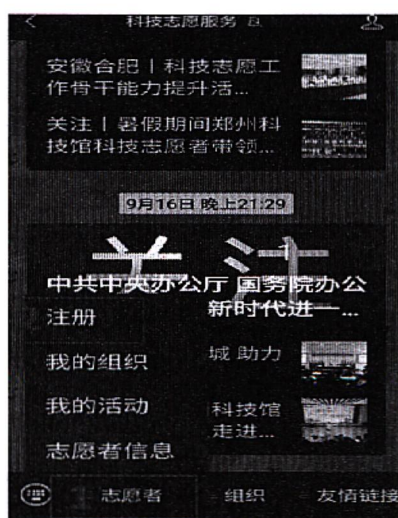 科技志愿服务
安徽合肥丨科技志愿工
作骨干能力提升活...
关注丨暑假期间郑州科
技馆科技志愿者带领...
9月16日 晚上21:29
关注
中共中央办公厅 国务院办公
新时代进一...
注册
我的组织
城 助力
我的活动
科技馆
走进...
志愿者信息
志愿者
组织
友情链接